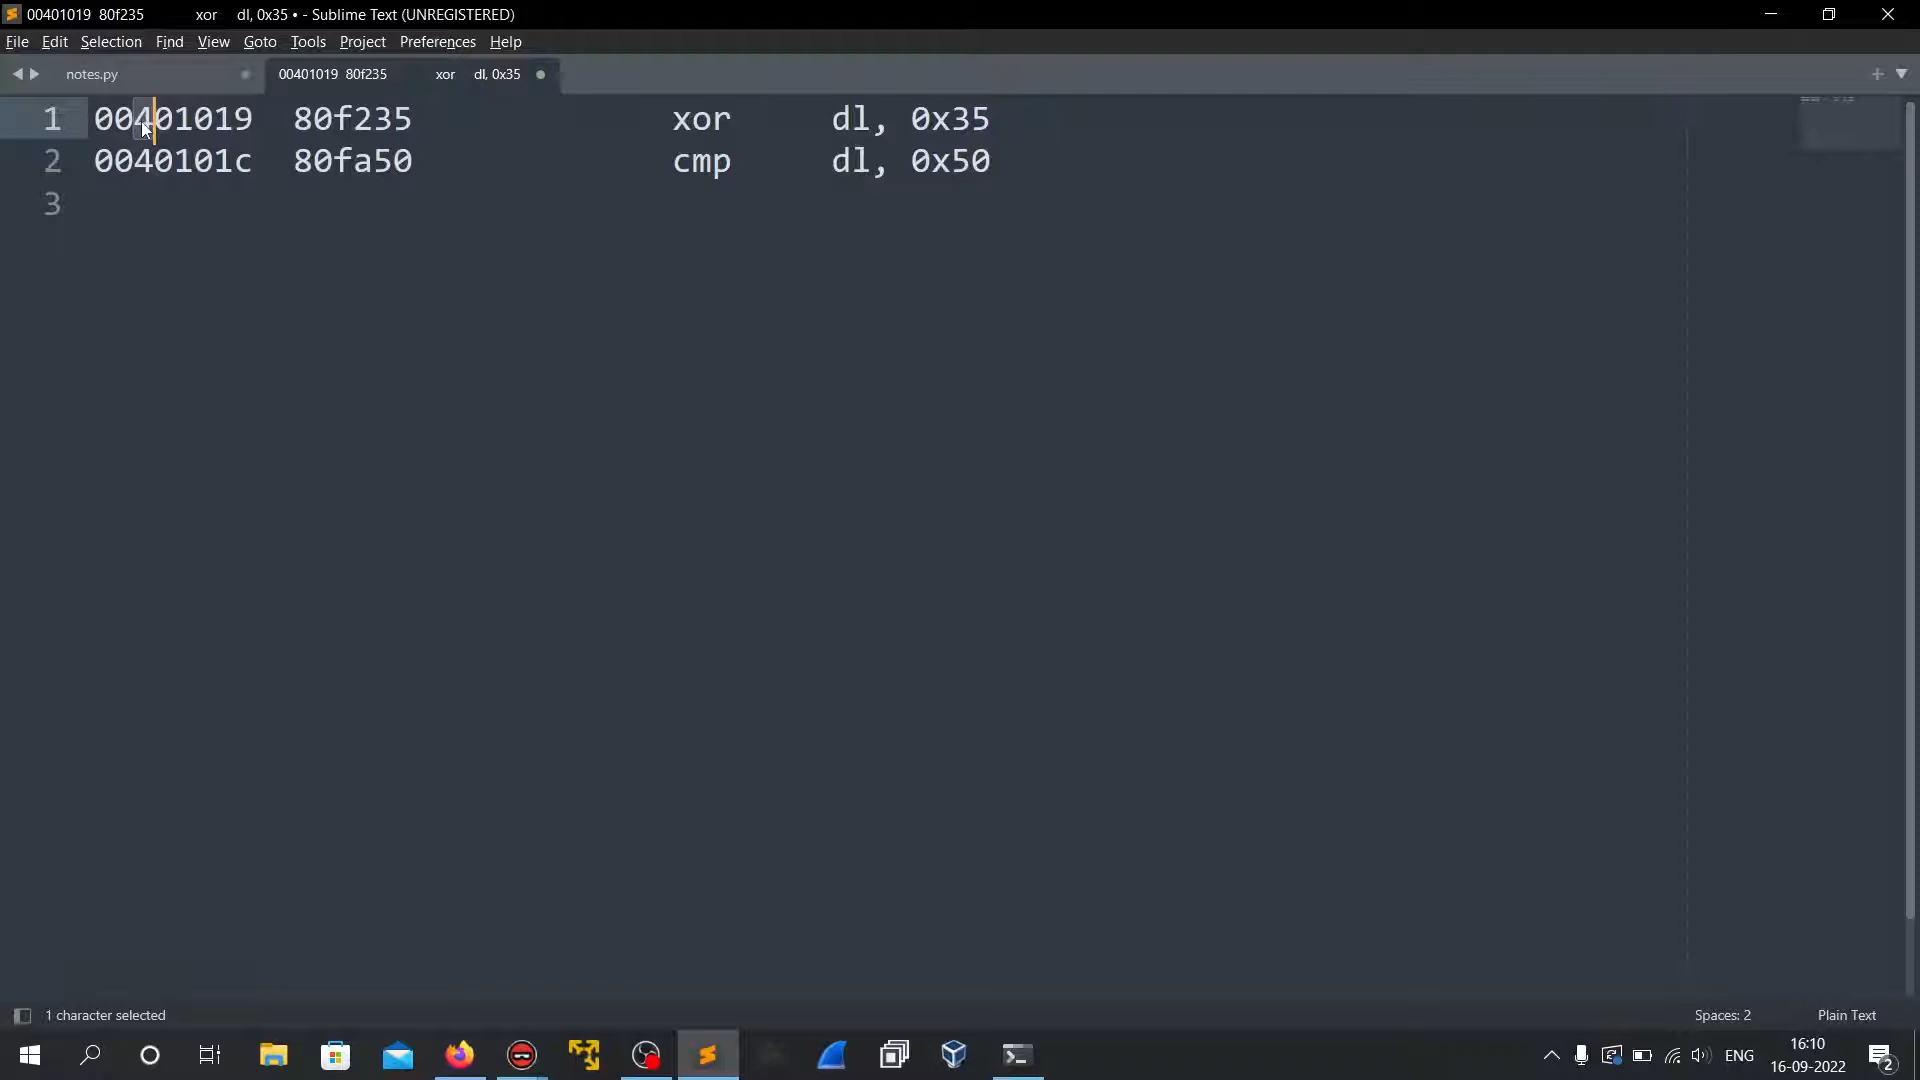 00401019  80f235             xor     dl, 0x35 • - Sublime Text (UNREGISTERED)
File Edit Selection Find View Goto Tools Project Preferences Help
notes.py
00401019  80f235             xor     dl, 0x35
1 00401019  80f235             xor     dl, 0x35
2 0040101c  80fa50             cmp     dl, 0x50
3
1 character selected
Spaces: 2
Plain Text
ENG
16:10
16-09-2022
2